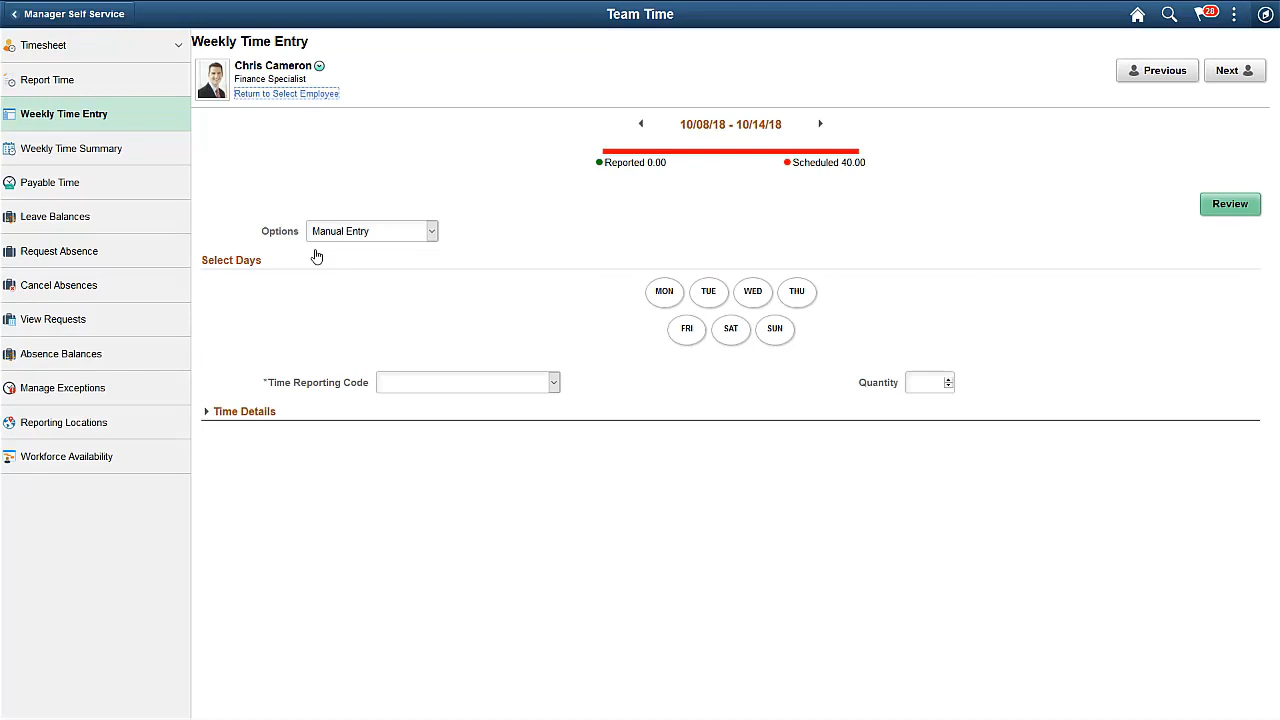 Manager Self Service
Team Time
28
Timesheet
Report Time
Weekly Time Entry
Weekly Time Summary
Payable Time
Leave Balances
Request Absence
Cancel Absences
View Requests
Absence Balances
Manage Exceptions
Reporting Locations
Workforce Availability
Weekly Time Entry
Chris Cameron
Finance Specialist
Return to Select Employee
Previous
Next
10/08/18 - 10/14/18
Reported 0.00
Scheduled 40.00
Review
Options Manual Entry
Select Days
MON TUE WED THU
FRI SAT SUN
*Time Reporting Code
Quantity
Time Details